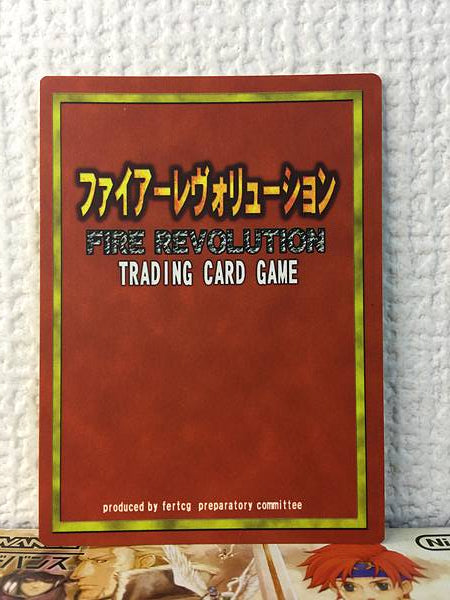 ファイアーレヴォリューション
FIRE REVOLUTION
TRADING CARD GAME
produced by fertcg preparatory committee